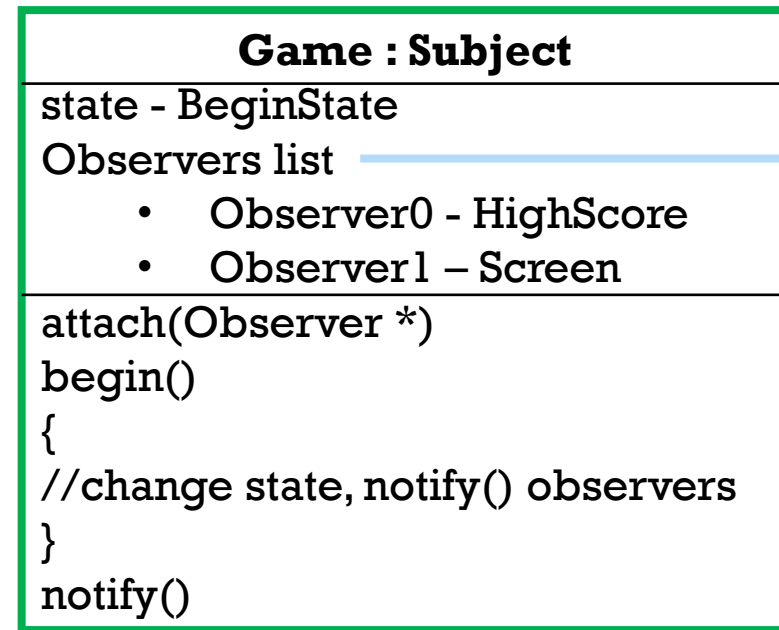 Game : Subject
state - BeginState
Observers list
• Observer0 - HighScore
• Observer1 – Screen
attach(Observer *)
begin()
{
//change state, notify() observers
}
notify()